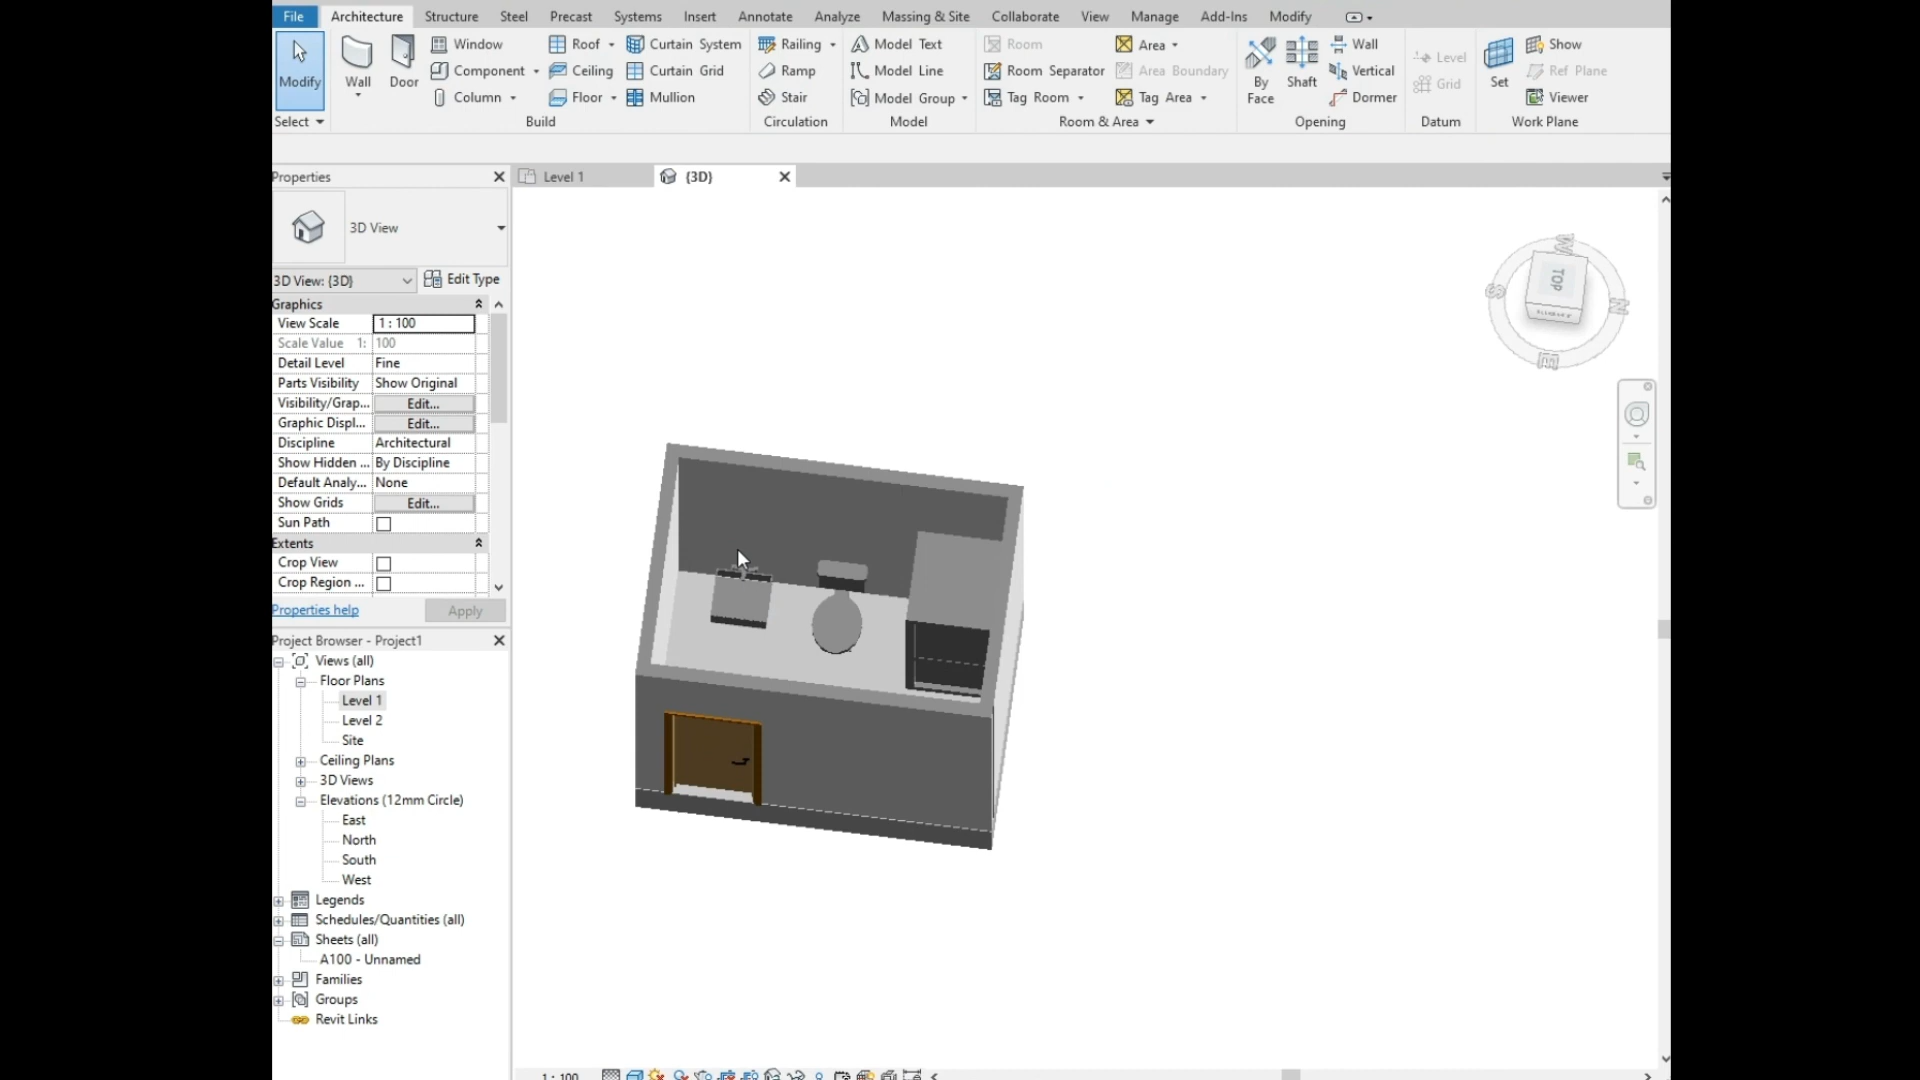 File Architecture Structure Steel Precast Systems Insert Annotate Analyze Massing & Site Collaborate View Manage Add-Ins Modify
Modify
Select
Wall
Door
Window
Component
Column
Roof
Ceiling
Floor
Curtain System
Curtain Grid
Mullion
Build
Railing
Ramp
Stair
Circulation
Model Text
Model Line
Model Group
Model
Room
Room Separator
Tag Room
Area
Area Boundary
Tag Area
Room & Area
By Face
Shaft
Wall
Vertical
Dormer
Opening
Level
Grid
Datum
Set
Show
Ref Plane
Viewer
Work Plane
Properties
Level 1
{3D}
3D View
3D View: {3D}
Edit Type
Graphics
View Scale 1 : 100
Scale Value 1: 100
Detail Level Fine
Parts Visibility Show Original
Visibility/Grap... Edit...
Graphic Displ... Edit...
Discipline Architectural
Show Hidden ... By Discipline
Default Analy... None
Show Grids Edit...
Sun Path
Extents
Crop View
Crop Region ...
Properties help
Apply
Project Browser - Project1
Views (all)
Floor Plans
Level 1
Level 2
Site
Ceiling Plans
3D Views
Elevations (12mm Circle)
East
North
South
West
Legends
Schedules/Quantities (all)
Sheets (all)
A100 - Unnamed
Families
Groups
Revit Links
W
S
TOP
N
E
1 : 100